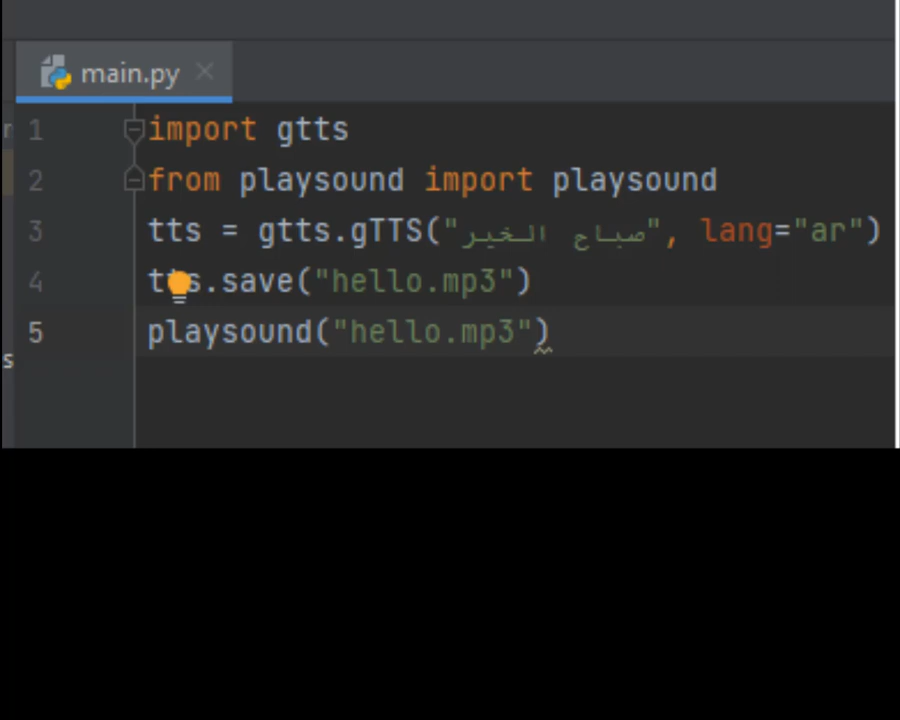 main.py
1 import gtts
2 from playsound import playsound
3 tts = gtts.gTTS("صباح الخير", lang="ar")
4 tts.save("hello.mp3")
5 playsound("hello.mp3")